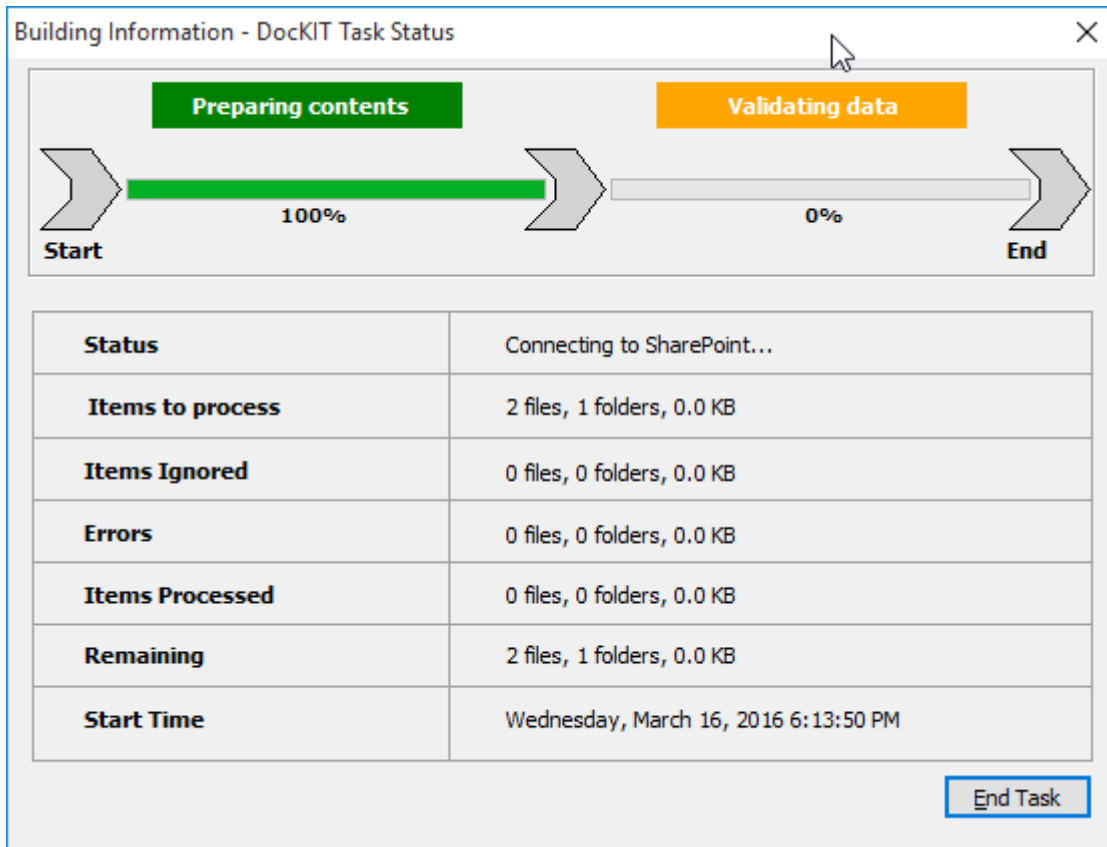 Building Information - DocKIT Task Status
Preparing contents
Validating data
100%
0%
Start
End
Status
Connecting to SharePoint...
Items to process
2 files, 1 folders, 0.0 KB
Items Ignored
0 files, 0 folders, 0.0 KB
Errors
0 files, 0 folders, 0.0 KB
Items Processed
0 files, 0 folders, 0.0 KB
Remaining
2 files, 1 folders, 0.0 KB
Start Time
Wednesday, March 16, 2016 6:13:50 PM
End Task